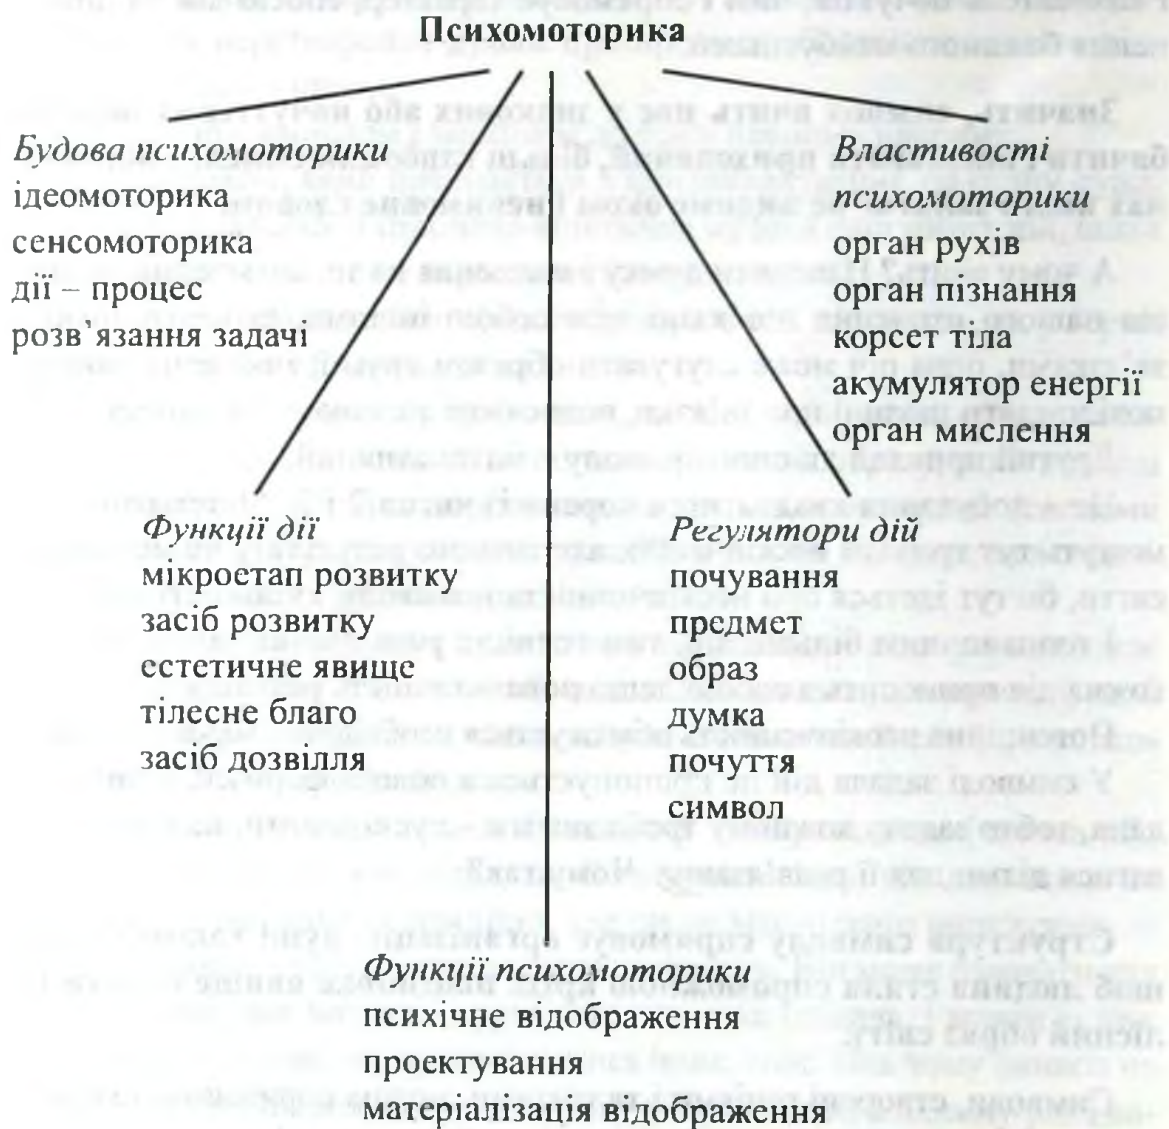 Психомоторика
Будова психомоторики
ідеомоторика
сенсомоторика
дії – процес
розв`язання задачі
Властивості
психомоторики
орган рухів
орган пізнання
корсет тіла
акумулятор енергії
орган мислення
Функції дії
мікроетап розвитку
засіб розвитку
естетичне явище
тілесне благо
засіб дозвілля
Регулятори дій
почування
предмет
образ
думка
почуття
символ
Функції психомоторики
психічне відображення
проектування
матеріалізація відображення